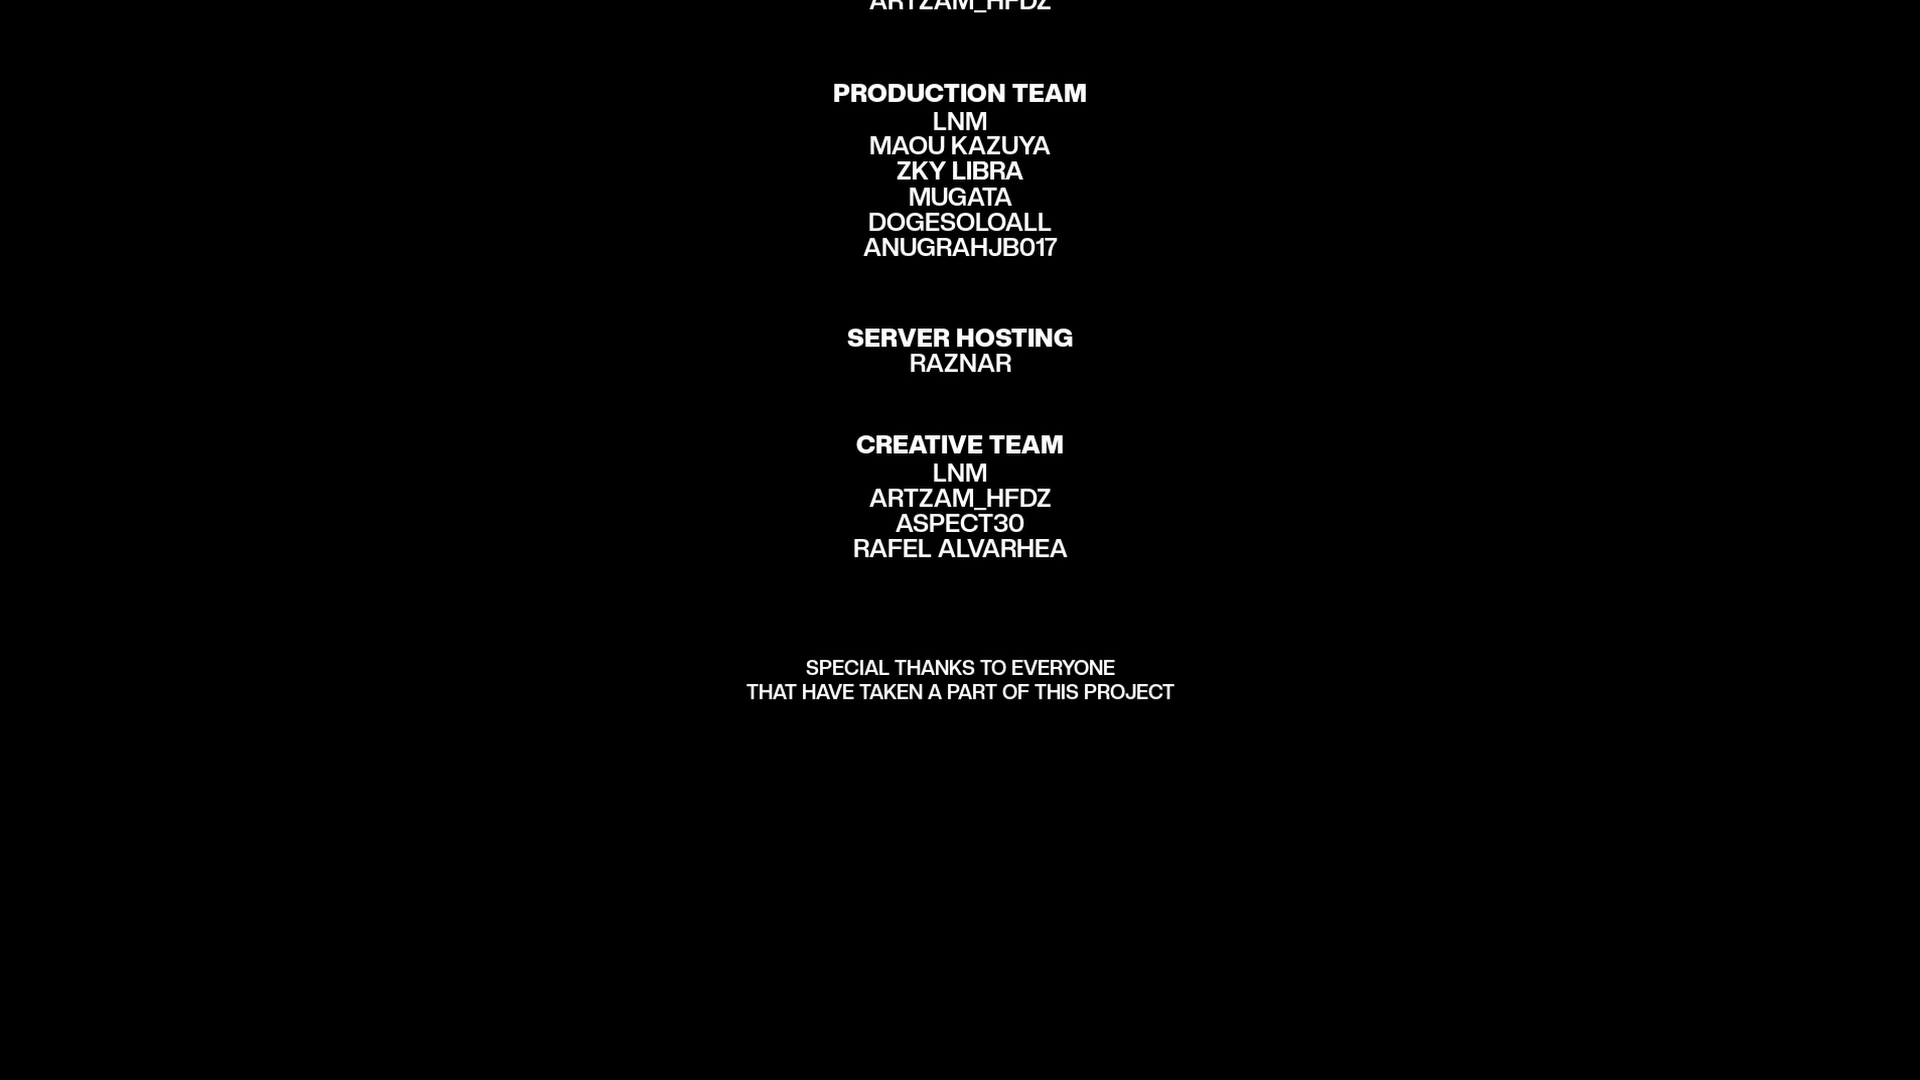 ARTZAM_HFDZ
PRODUCTION TEAM
LNM
MAOU KAZUYA
ZKY LIBRA
MUGATA
DOGESOLOALL
ANUGRAHJB017
SERVER HOSTING
RAZNAR
CREATIVE TEAM
LNM
ARTZAM_HFDZ
ASPECT30
RAFEL ALVARHEA
SPECIAL THANKS TO EVERYONE
THAT HAVE TAKEN A PART OF THIS PROJECT